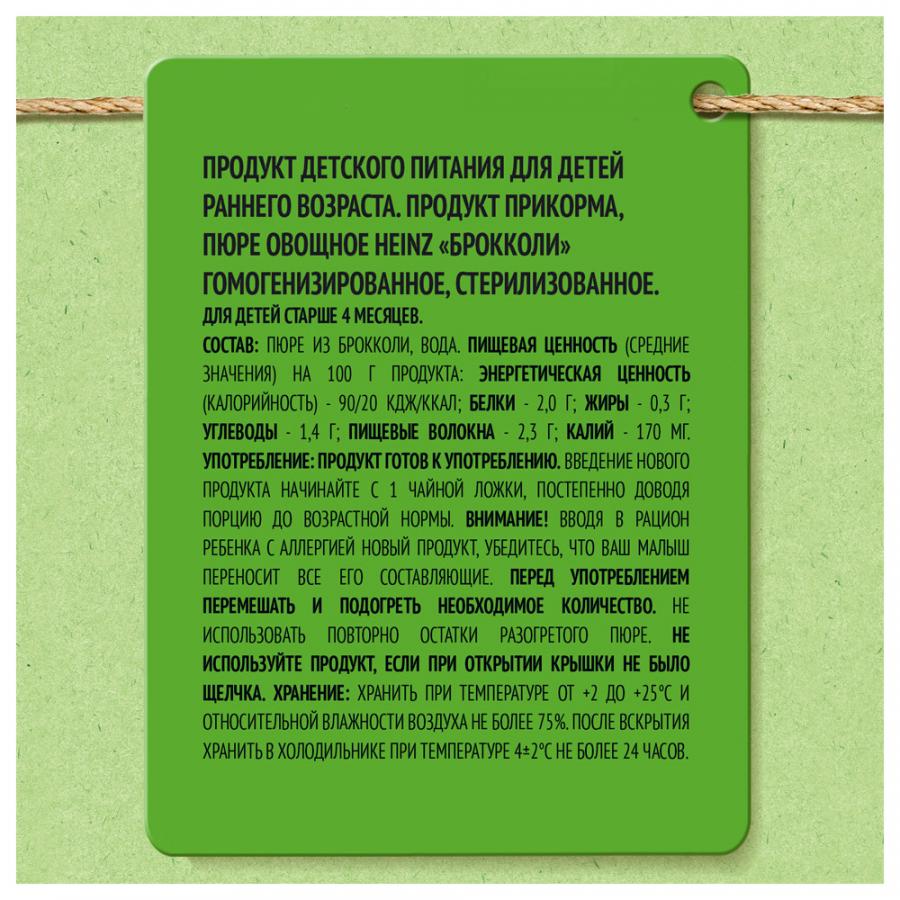 ПРОДУКТ ДЕТСКОГО ПИТАНИЯ ДЛЯ ДЕТЕЙ
РАННЕГО ВОЗРАСТА. ПРОДУКТ ПРИКОРМА,
ПЮРЕ ОВОЩНОЕ HEINZ «БРОККОЛИ»
ГОМОГЕНИЗИРОВАННОЕ, СТЕРИЛИЗОВАННОЕ.
ДЛЯ ДЕТЕЙ СТАРШЕ 4 МЕСЯЦЕВ.
СОСТАВ: ПЮРЕ ИЗ БРОККОЛИ, ВОДА. ПИЩЕВАЯ ЦЕННОСТЬ (СРЕДНИЕ
ЗНАЧЕНИЯ) НА 100 Г ПРОДУКТА: ЭНЕРГЕТИЧЕСКАЯ ЦЕННОСТЬ
(КАЛОРИЙНОСТЬ) - 90/20 КДЖ/ККАЛ; БЕЛКИ - 2,0 Г; ЖИРЫ - 0,3 Г;
УГЛЕВОДЫ - 1,4 Г; ПИЩЕВЫЕ ВОЛОКНА - 2,3 Г; КАЛИЙ - 170 МГ.
УПОТРЕБЛЕНИЕ: ПРОДУКТ ГОТОВ К УПОТРЕБЛЕНИЮ. ВВЕДЕНИЕ НОВОГО
ПРОДУКТА НАЧИНАЙТЕ С 1 ЧАЙНОЙ ЛОЖКИ, ПОСТЕПЕННО ДОВОДЯ
ПОРЦИЮ ДО ВОЗРАСТНОЙ НОРМЫ. ВНИМАНИЕ! ВВОДЯ В РАЦИОН
РЕБЕНКА С АЛЛЕРГИЕЙ НОВЫЙ ПРОДУКТ, УБЕДИТЕСЬ, ЧТО ВАШ МАЛЫШ
ПЕРЕНОСИТ ВСЕ ЕГО СОСТАВЛЯЮЩИЕ. ПЕРЕД УПОТРЕБЛЕНИЕМ
ПЕРЕМЕШАТЬ И ПОДОГРЕТЬ НЕОБХОДИМОЕ КОЛИЧЕСТВО. НЕ
ИСПОЛЬЗОВАТЬ ПОВТОРНО ОСТАТКИ РАЗОГРЕТОГО ПЮРЕ. НЕ
ИСПОЛЬЗУЙТЕ ПРОДУКТ, ЕСЛИ ПРИ ОТКРЫТИИ КРЫШКИ НЕ БЫЛО
ЩЕЛЧКА. ХРАНЕНИЕ: ХРАНИТЬ ПРИ ТЕМПЕРАТУРЕ ОТ +2 ДО +25°С И
ОТНОСИТЕЛЬНОЙ ВЛАЖНОСТИ ВОЗДУХА НЕ БОЛЕЕ 75%. ПОСЛЕ ВСКРЫТИЯ
ХРАНИТЬ В ХОЛОДИЛЬНИКЕ ПРИ ТЕМПЕРАТУРЕ 4±2°С НЕ БОЛЕЕ 24 ЧАСОВ.